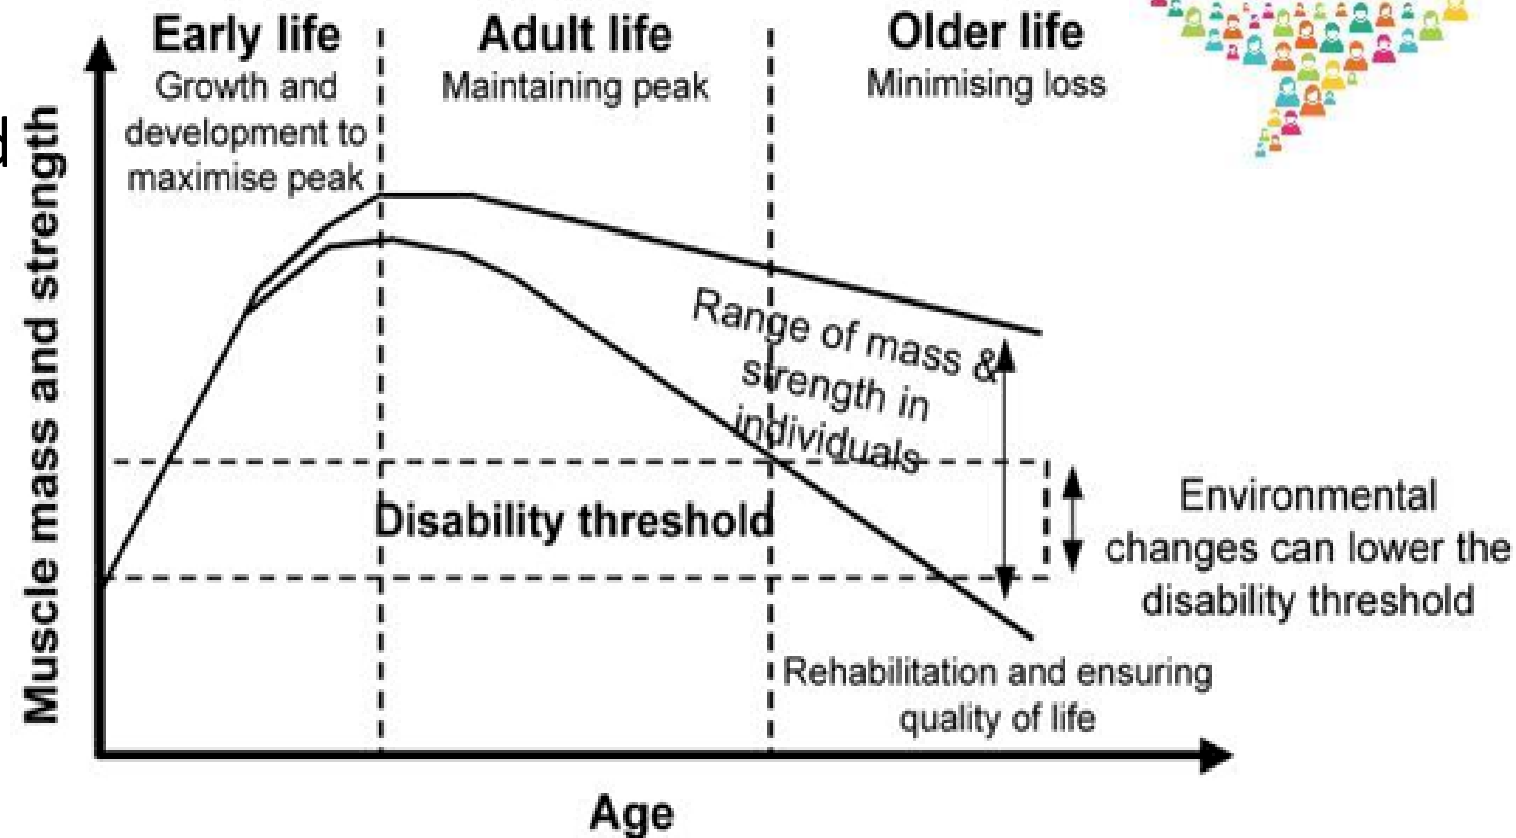 Early life
Growth and
development to
maximise peak
Adult life
Maintaining peak
Older life
Minimising loss
d
Muscle mass and strength
Range of mass &
strength in
individuals
Disability threshold
Environmental
changes can lower the
disability threshold
Rehabilitation and ensuring
quality of life
Age